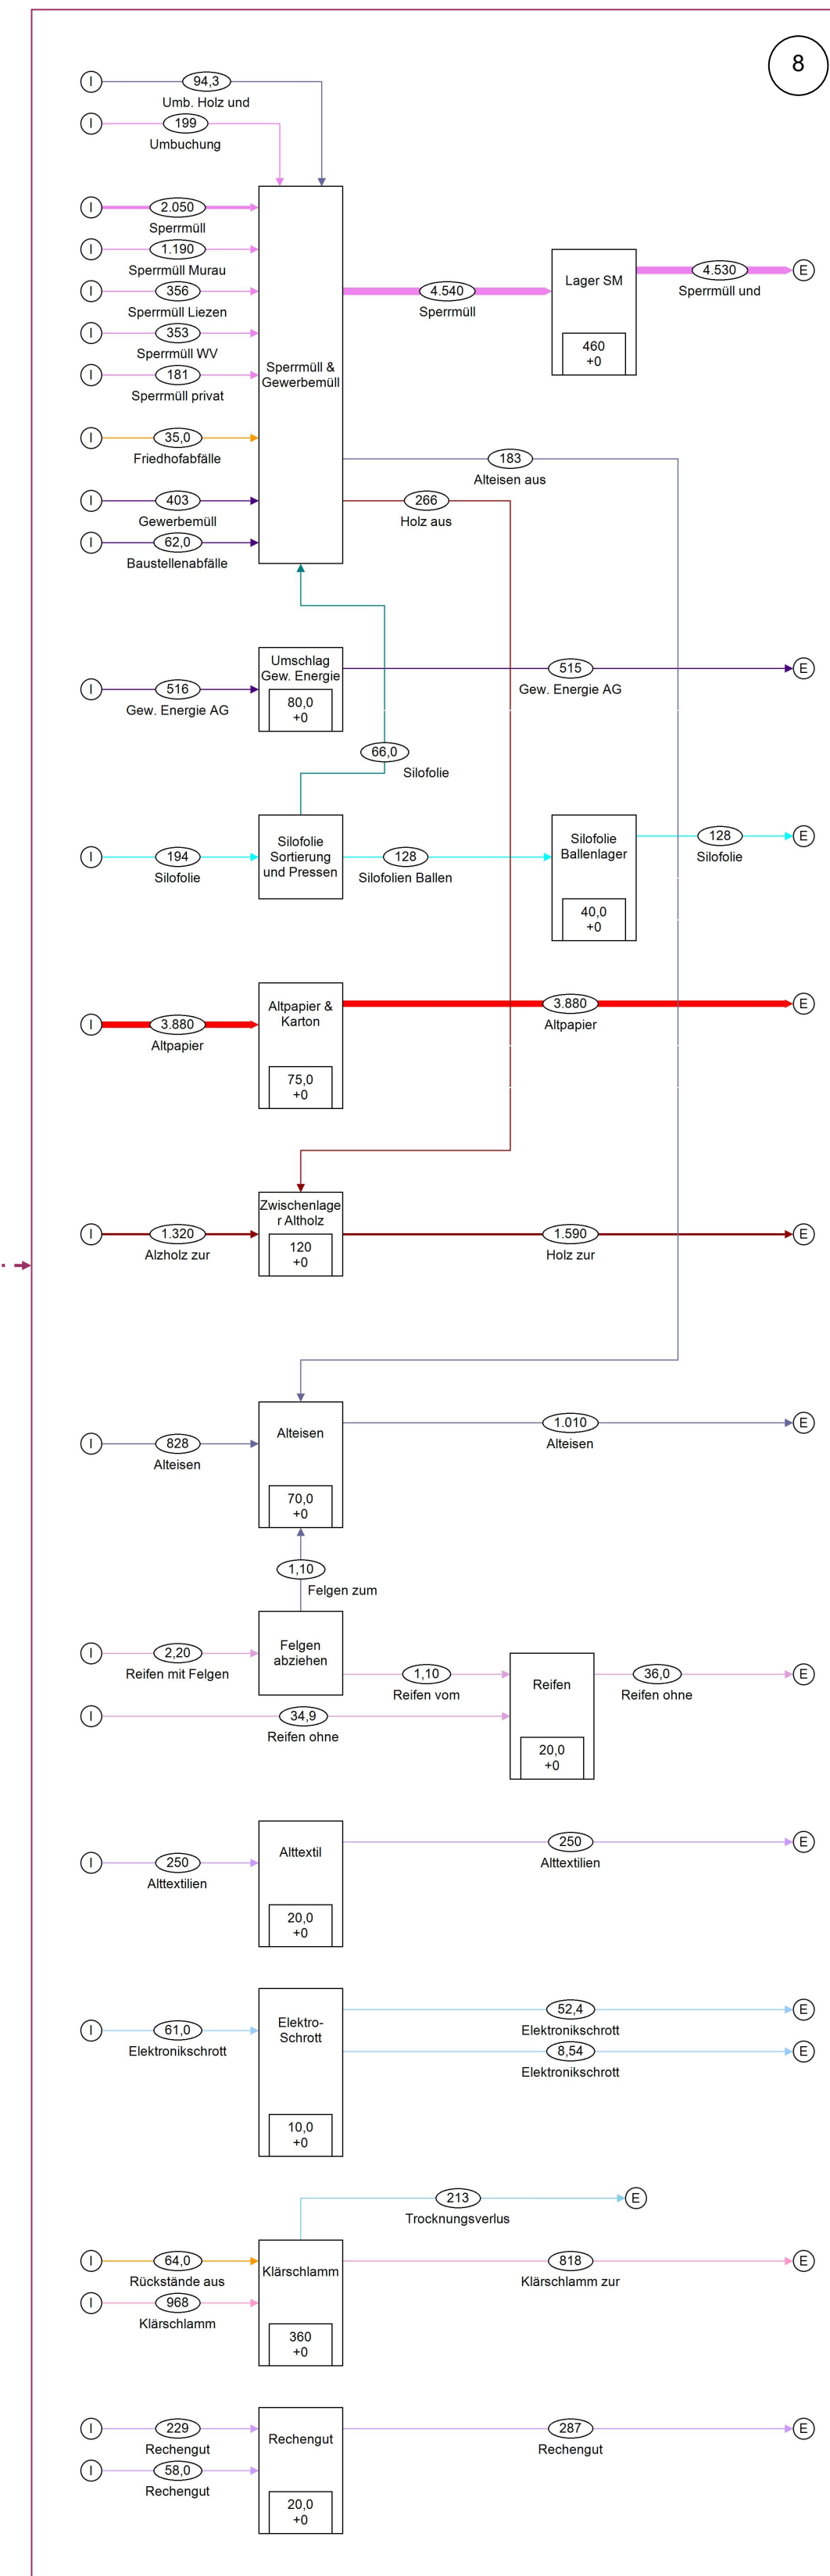 8
I
94,3
Umb. Holz und
I
199
Umbuchung
I
2.050
Sperrmüll
I
1.190
Sperrmüll Murau
I
356
Sperrmüll Liezen
I
353
Sperrmüll WV
I
181
Sperrmüll privat
I
35,0
Friedhofabfälle
I
403
Gewerbemüll
I
62,0
Baustellenabfälle
Sperrmüll &
Gewerbemüll
4.540
Sperrmüll
Lager SM
460
+0
4.530
E
Sperrmüll und
183
Alteisen aus
266
Holz aus
I
516
Gew. Energie AG
Umschlag
Gew. Energie
80,0
+0
515
E
Gew. Energie AG
66,0
Silofolie
I
194
Silofolie
Silofolie
Sortierung
und Pressen
128
Silofolien Ballen
Silofolie
Ballenlager
40,0
+0
128
E
Silofolie
I
3.880
Altpapier
Altpapier &
Karton
75,0
+0
3.880
E
Altpapier
I
1.320
Alzholz zur
Zwischenlage
r Altholz
120
+0
1.590
E
Holz zur
I
828
Alteisen
Alteisen
70,0
+0
1.010
E
Alteisen
1,10
Felgen zum
I
2,20
Reifen mit Felgen
Felgen
abziehen
1,10
Reifen vom
I
34,9
Reifen ohne
Reifen
20,0
+0
36,0
E
Reifen ohne
I
250
Alttextilien
Alttextil
20,0
+0
250
E
Alttextilien
I
61,0
Elektronikschrott
Elektro-
Schrott
10,0
+0
52,4
E
Elektronikschrott
8,54
E
Elektronikschrott
213
E
Trocknungsverlus
I
64,0
Rückstände aus
I
968
Klärschlamm
Klärschlamm
360
+0
818
E
Klärschlamm zur
I
229
Rechengut
I
58,0
Rechengut
Rechengut
20,0
+0
287
E
Rechengut